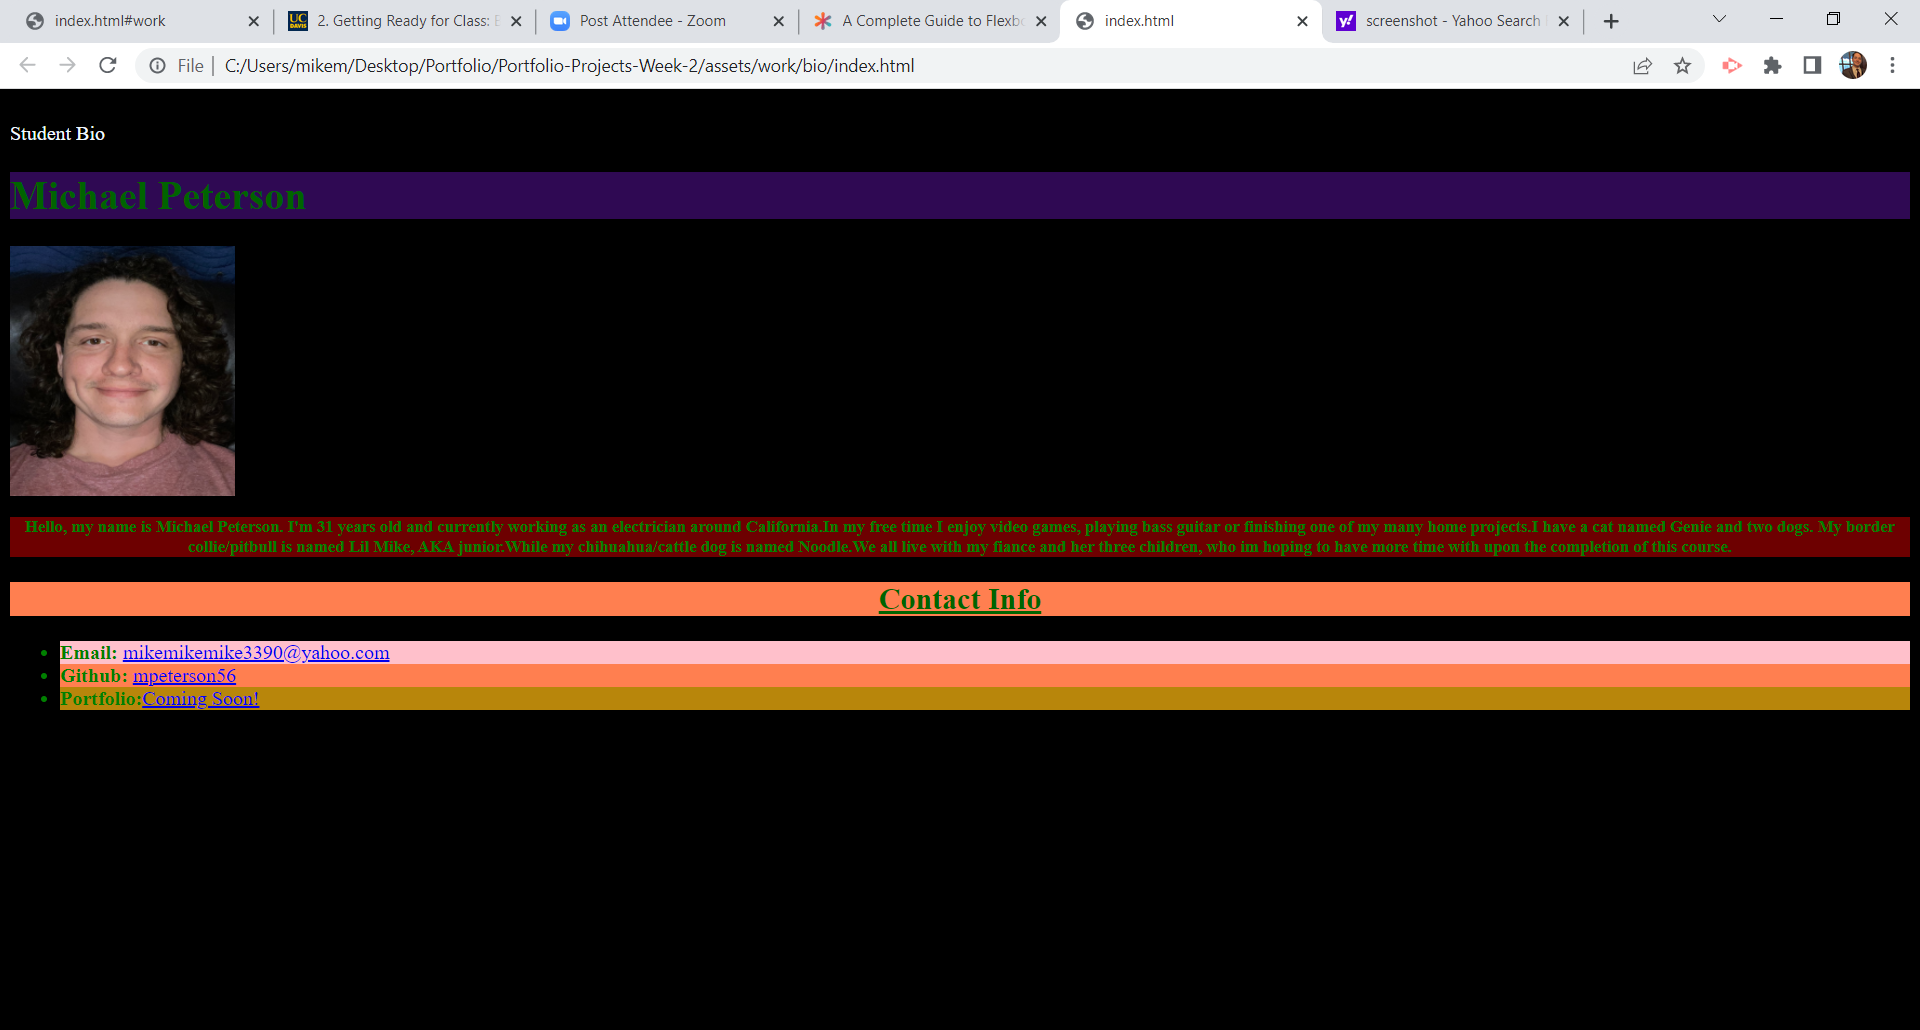 index.html#work
2. Getting Ready for Class:
Post Attendee - Zoom
A Complete Guide to Flexbo
index.html
screenshot - Yahoo Search
File
C:/Users/mikem/Desktop/Portfolio/Portfolio-Projects-Week-2/assets/work/bio/index.html
Student Bio
Michael Peterson
Hello, my name is Michael Peterson. I'm 31 years old and currently working as an electrician around California.In my free time I enjoy video games, playing bass guitar or finishing one of my many home projects.I have a cat named Genie and two dogs. My border
collie/pitbull is named Lil Mike, AKA junior.While my chihuahua/cattle dog is named Noodle.We all live with my fiance and her three children, who im hoping to have more time with upon the completion of this course.
Contact Info
Email: mikemikemike3390@yahoo.com
Github: mpeterson56
Portfolio:Coming Soon!